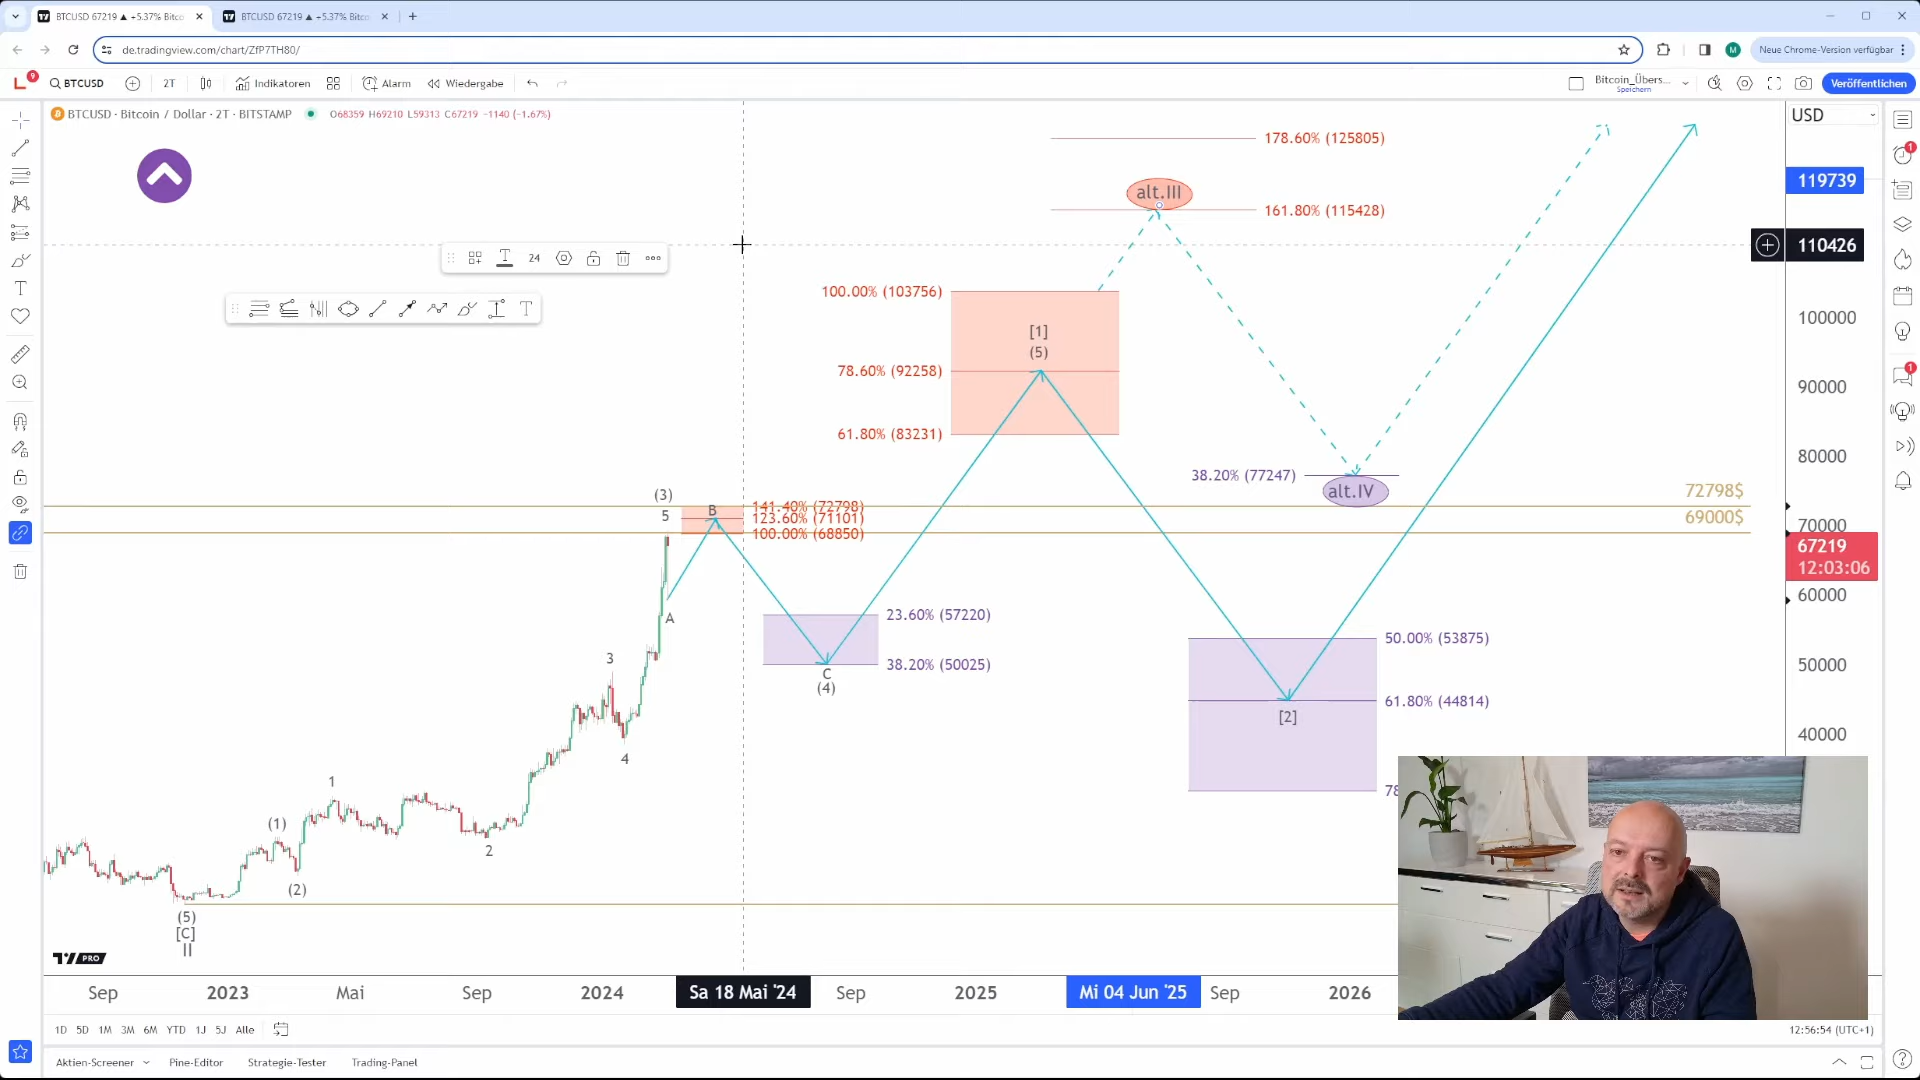 BTCUSD 67219 ▲ +5.37% Bitco
BTCUSD 67219 ▲ +5.37% Bitco
de.tradingview.com/chart/ZfP7TH80/
M
Neue Chrome-Version verfügbar
9
BTCUSD
2T
Indikatoren
Alarm
Wiedergabe
Bitcoin_Übers...
Speichern
Veröffentlichen
BTCUSD · Bitcoin / Dollar · 2T · BITSTAMP
O68359 H69210 L59313 C67219 −1140 (−1.67%)
USD
178.60% (125805)
119739
alt.III
161.80% (115428)
110426
24
100.00% (103756)
100000
[1]
(5)
78.60% (92258)
90000
61.80% (83231)
80000
38.20% (77247)
alt.IV
72798$
(3)
B
141.40% (72798)
5
123.60% (71101)
69000$
70000
100.00% (68850)
67219
12:03:06
60000
A
23.60% (57220)
50.00% (53875)
3
38.20% (50025)
50000
C
(4)
61.80% (44814)
[2]
40000
4
1
78
(1)
2
(2)
(5)
[C]
II
PRO
Sep
2023
Mai
Sep
2024
Sa 18 Mai '24
Sep
2025
Mi 04 Jun '25
Sep
2026
1D 5D 1M 3M 6M YTD 1J 5J Alle
12:56:54 (UTC+1)
Aktien-Screener
Pine-Editor
Strategie-Tester
Trading-Panel
1
1